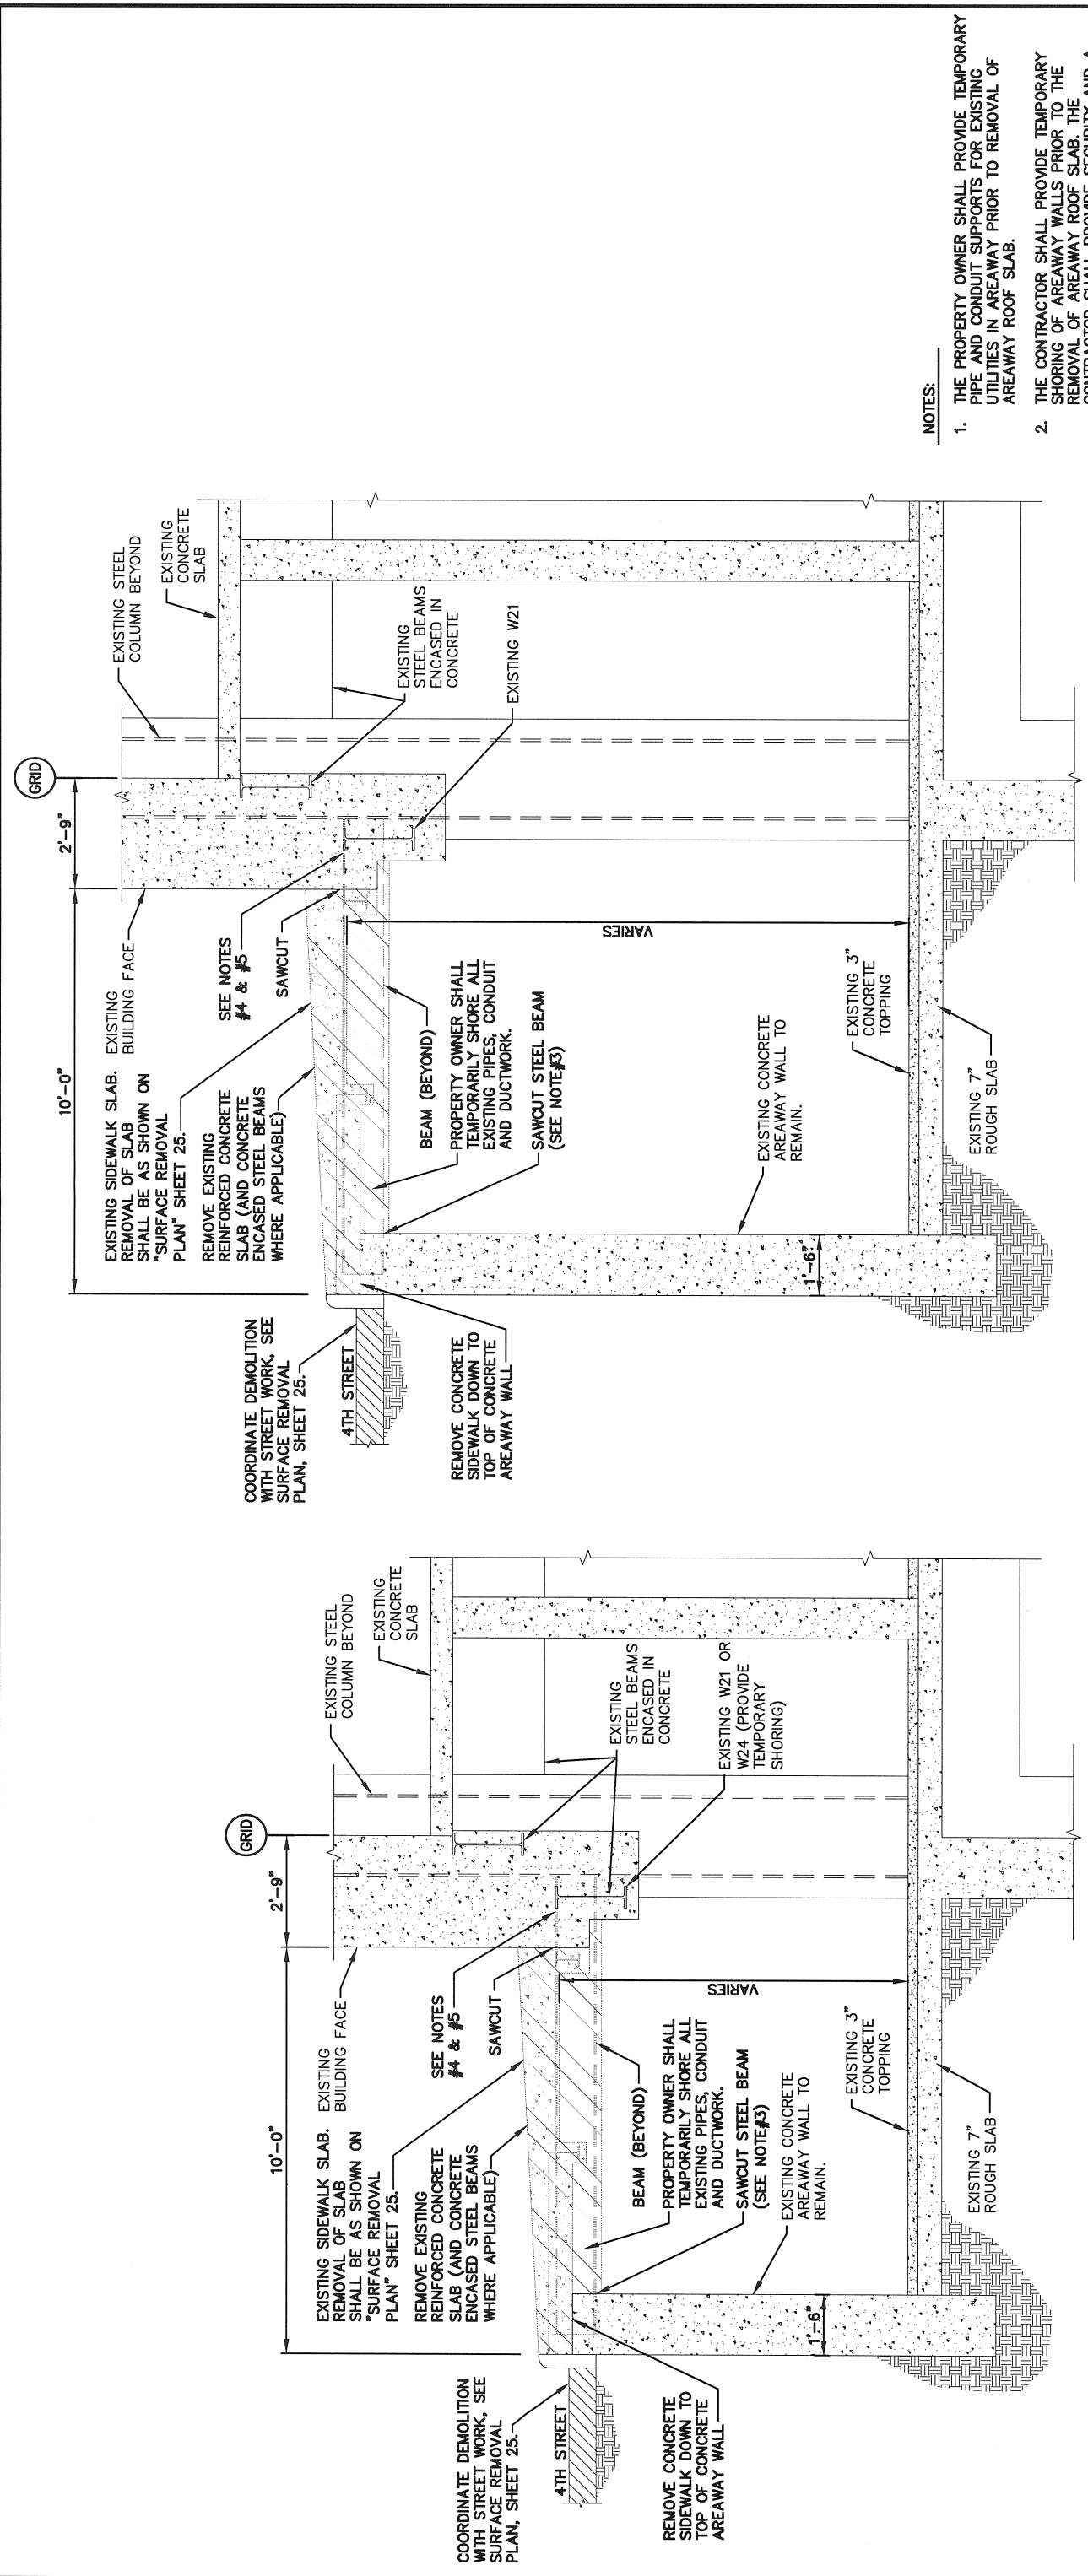 GRID
10'-0"
2'-9"
EXISTING SIDEWALK SLAB.
REMOVAL OF SLAB
SHALL BE AS SHOWN ON
"SURFACE REMOVAL
PLAN" SHEET 25.
EXISTING
BUILDING FACE
EXISTING STEEL
COLUMN BEYOND
EXISTING
CONCRETE
SLAB
REMOVE EXISTING
REINFORCED CONCRETE
SLAB (AND CONCRETE
ENCASED STEEL BEAMS
WHERE APPLICABLE)
SEE NOTES
#4 & #5
SAWCUT
COORDINATE DEMOLITION
WITH STREET WORK, SEE
SURFACE REMOVAL
PLAN, SHEET 25.
4TH STREET
REMOVE CONCRETE
SIDEWALK DOWN TO
TOP OF CONCRETE
AREAWAY WALL
BEAM (BEYOND)
PROPERTY OWNER SHALL
TEMPORARILY SHORE ALL
EXISTING PIPES, CONDUIT
AND DUCTWORK.
SAWCUT STEEL BEAM
(SEE NOTE#3)
EXISTING
STEEL BEAMS
ENCASED IN
CONCRETE
EXISTING W21 OR
W24 (PROVIDE
TEMPORARY
SHORING)
VARIES
EXISTING CONCRETE
AREAWAY WALL TO
REMAIN.
1'-6"
EXISTING 3"
CONCRETE
TOPPING
EXISTING 7"
ROUGH SLAB
GRID
10'-0"
2'-9"
EXISTING SIDEWALK SLAB.
REMOVAL OF SLAB
SHALL BE AS SHOWN ON
"SURFACE REMOVAL
PLAN" SHEET 25.
EXISTING
BUILDING FACE
EXISTING STEEL
COLUMN BEYOND
EXISTING
CONCRETE
SLAB
REMOVE EXISTING
REINFORCED CONCRETE
SLAB (AND CONCRETE
ENCASED STEEL BEAMS
WHERE APPLICABLE)
SEE NOTES
#4 & #5
SAWCUT
COORDINATE DEMOLITION
WITH STREET WORK, SEE
SURFACE REMOVAL
PLAN, SHEET 25.
4TH STREET
REMOVE CONCRETE
SIDEWALK DOWN TO
TOP OF CONCRETE
AREAWAY WALL
BEAM (BEYOND)
PROPERTY OWNER SHALL
TEMPORARILY SHORE ALL
EXISTING PIPES, CONDUIT
AND DUCTWORK.
SAWCUT STEEL BEAM
(SEE NOTE#3)
EXISTING
STEEL BEAMS
ENCASED IN
CONCRETE
EXISTING W21
VARIES
EXISTING CONCRETE
AREAWAY WALL TO
REMAIN.
1'-6"
EXISTING 3"
CONCRETE
TOPPING
EXISTING 7"
ROUGH SLAB
NOTES:
1. THE PROPERTY OWNER SHALL PROVIDE TEMPORARY
PIPE AND CONDUIT SUPPORTS FOR EXISTING
UTILITIES IN AREAWAY PRIOR TO REMOVAL OF
AREAWAY ROOF SLAB.
2. THE CONTRACTOR SHALL PROVIDE TEMPORARY
SHORING OF AREAWAY WALLS PRIOR TO THE
REMOVAL OF AREAWAY ROOF SLAB. THE
CONTRACTOR SHALL PROVIDE SECURITY AND A